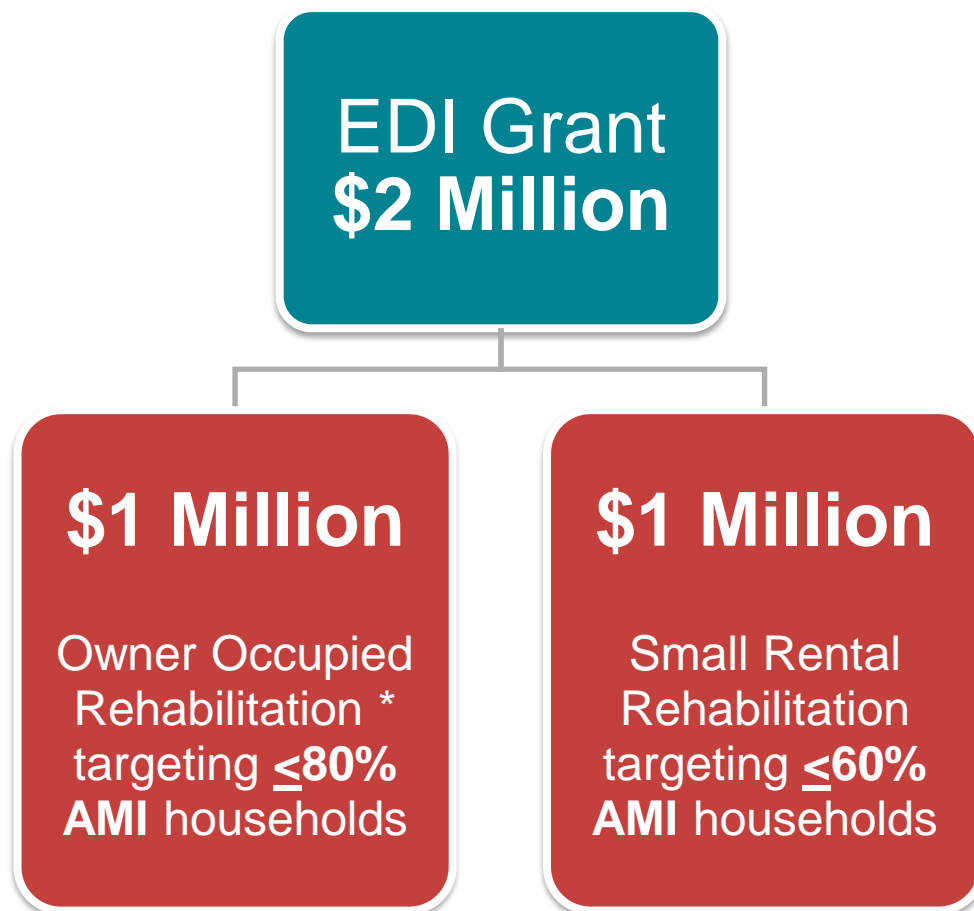 EDI Grant
$2 Million
$1 Million
Owner Occupied
Rehabilitation *
targeting <80%
AMI households
$1 Million
Small Rental
Rehabilitation
targeting <60%
AMI households